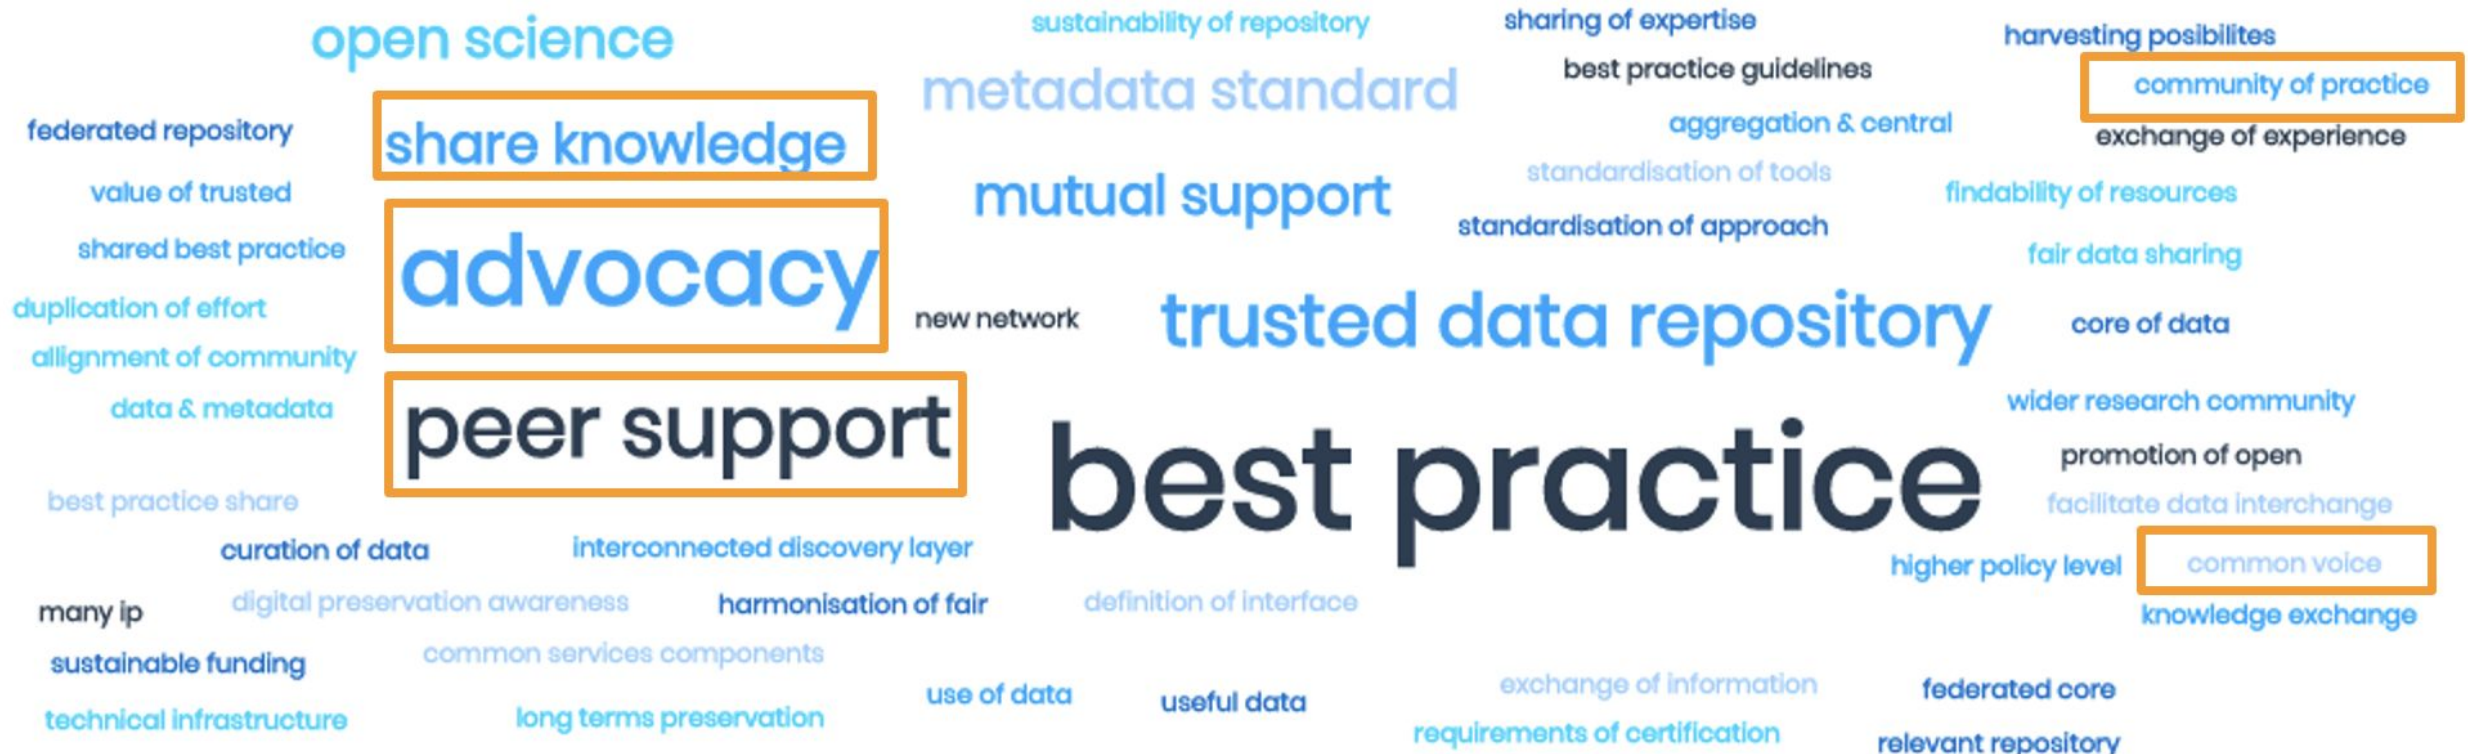 open science
sustainability of repository
sharing of expertise
harvesting posibilites
metadata standard
best practice guidelines
community of practice
federated repository
share knowledge
aggregation & central
exchange of experience
value of trusted
mutual support
standardisation of tools
findability of resources
shared best practice
advocacy
standardisation of approach
fair data sharing
duplication of effort
new network
trusted data repository
core of data
allignment of community
data & metadata
peer support
best practice
wider research community
promotion of open
best practice share
facilitate data interchange
curation of data
interconnected discovery layer
higher policy level
common voice
many ip
digital preservation awareness
harmonisation of fair
definition of interface
knowledge exchange
sustainable funding
common services components
use of data
useful data
exchange of information
federated core
technical infrastructure
long terms preservation
requirements of certification
relevant repository